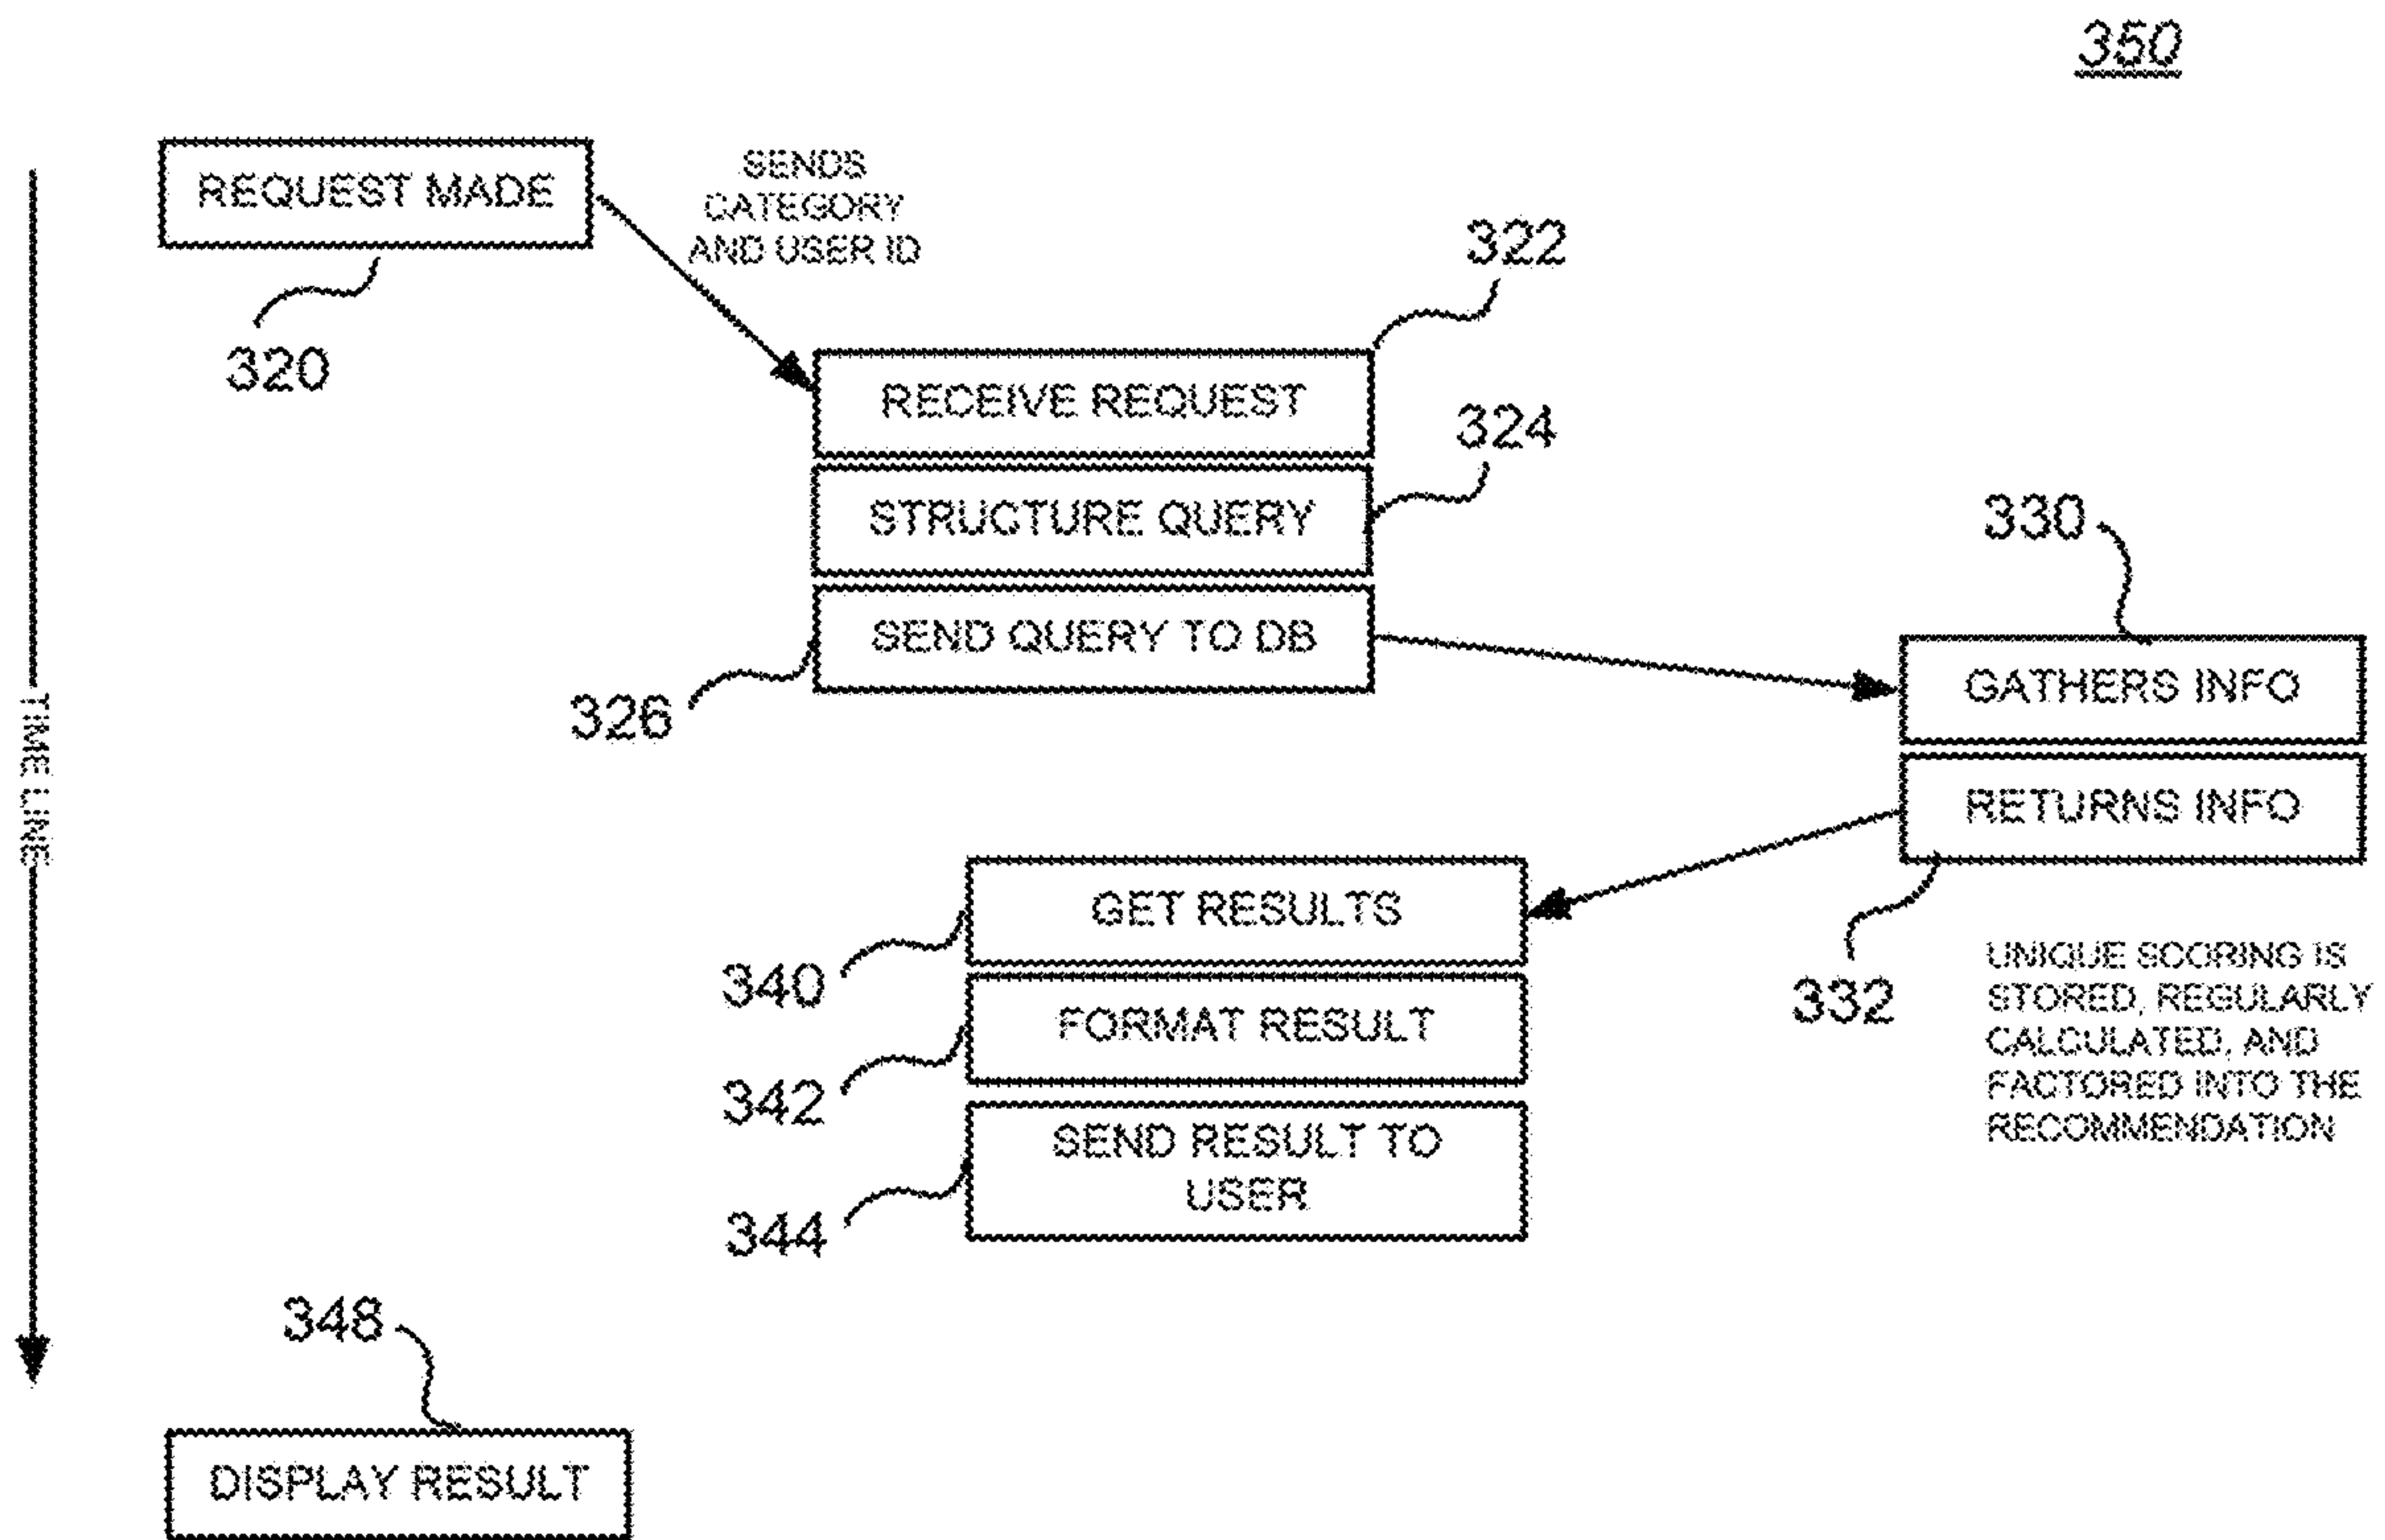 350
REQUEST MADE
SENDS
CATEGORY
AND USER ID
320
322
RECEIVE REQUEST
324
STRUCTURE QUERY
330
SEND QUERY TO DB
326
GATHERS INFO
TIME LINE
RETURNS INFO
332
UNIQUE SCORING IS
STORED, REGULARLY
CALCULATED, AND
FACTORED INTO THE
RECOMMENDATION
GET RESULTS
340
FORMAT RESULT
342
SEND RESULT TO
USER
344
348
DISPLAY RESULT